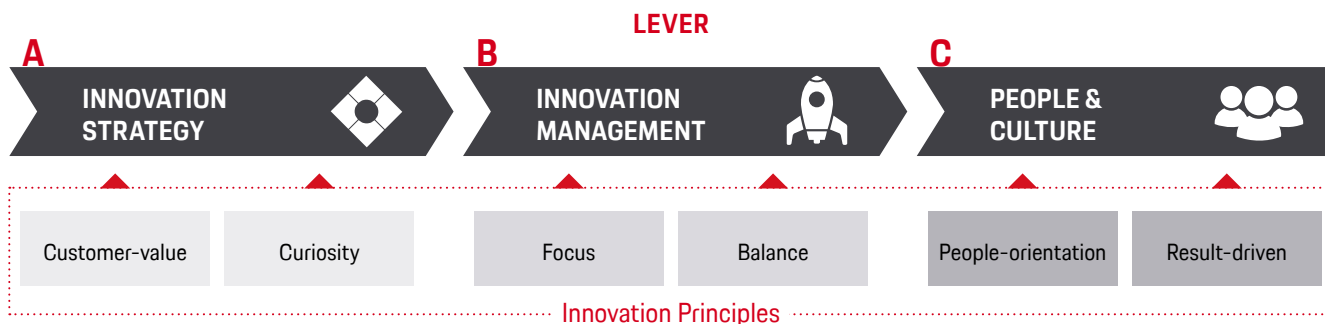 LEVER
A
INNOVATION
STRATEGY
B
INNOVATION
MANAGEMENT
C
PEOPLE &
CULTURE
Customer-value
Curiosity
Focus
Balance
People-orientation
Result-driven
Innovation Principles